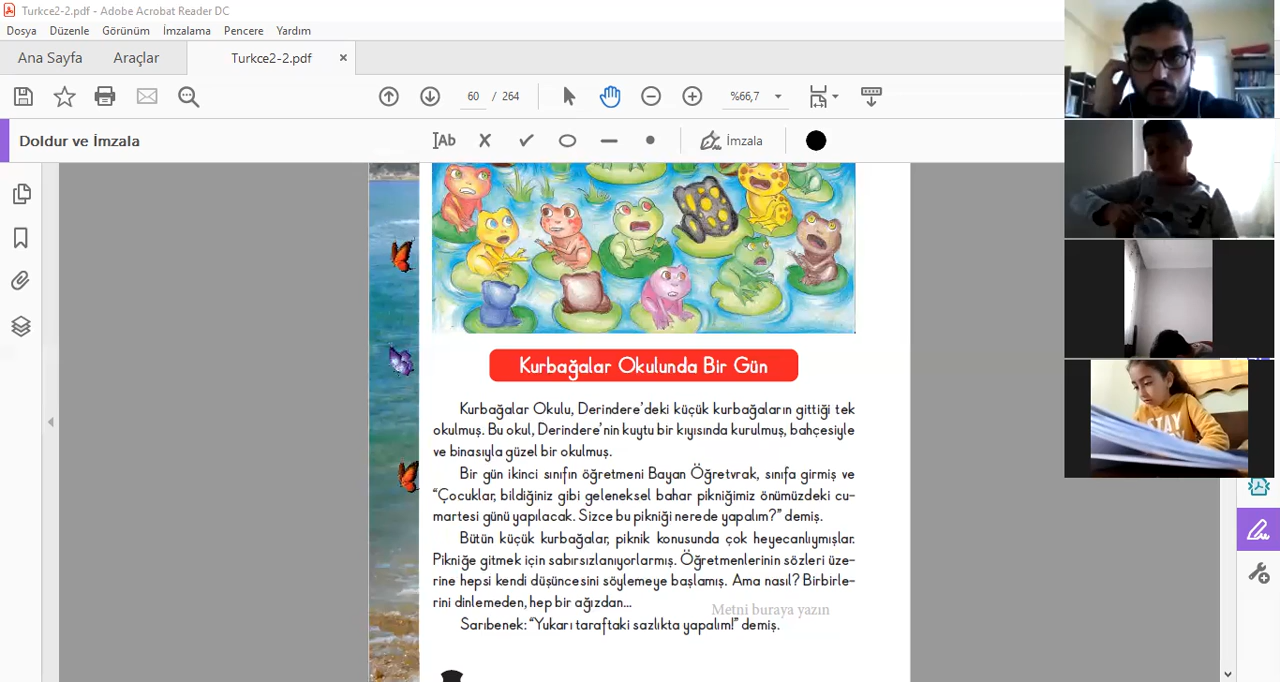 Turkce2-2.pdf - Adobe Acrobat Reader DC
Dosya Düzenle Görünüm İmzalama Pencere Yardım
Ana Sayfa Araçlar Turkce2-2.pdf ×
60 / 264 %66,7
Doldur ve İmzala
İmzala
Kurbağalar Okulunda Bir Gün
Kurbağalar Okulu, Derindere’deki küçük kurbağaların gittiği tek
okulmuş. Bu okul, Derindere’nin kuytu bir kıyısında kurulmuş, bahçesiyle
ve binasıyla güzel bir okulmuş.
Bir gün ikinci sınıfın öğretmeni Bayan Öğretvrak, sınıfa girmiş ve
“Çocuklar, bildiğiniz gibi geleneksel bahar pikniğimiz önümüzdeki cu-
martesi günü yapılacak. Sizce bu pikniği nerede yapalım?” demiş.
Bütün küçük kurbağalar, piknik konusunda çok heyecanlıymışlar.
Pikniğe gitmek için sabırsızlanıyorlarmış. Öğretmenlerinin sözleri üze-
rine hepsi kendi düşüncesini söylemeye başlamış. Ama nasıl? Birbirle-
rini dinlemeden, hep bir ağızdan...
Metni buraya yazın
Sarıbenek: “Yukarı taraftaki sazlıkta yapalım!” demiş.